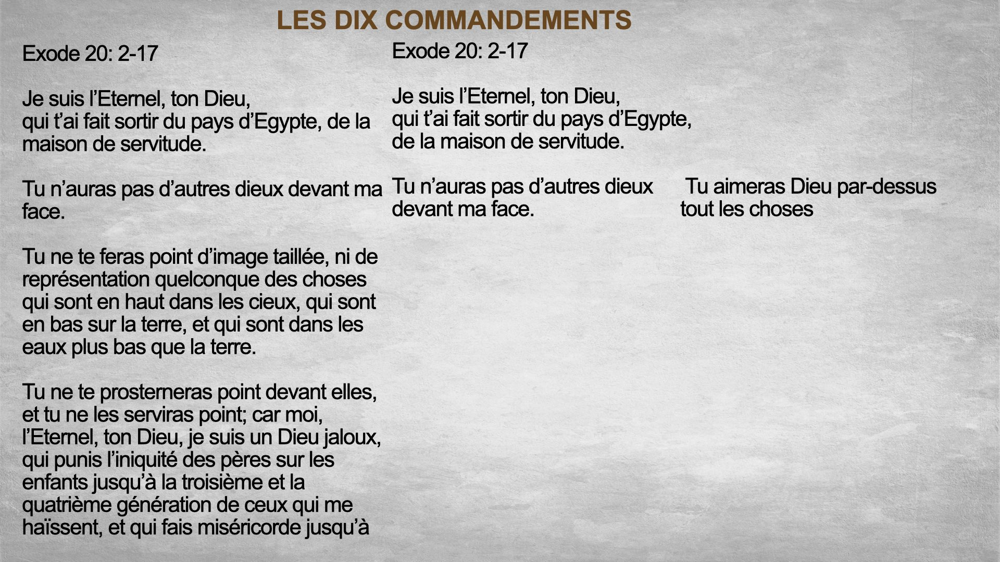 LES DIX COMMANDEMENTS
Exode 20: 2-17
Je suis l’Eternel, ton Dieu,
qui t’ai fait sortir du pays d’Egypte, de la
maison de servitude.
Tu n’auras pas d’autres dieux devant ma
face.
Tu ne te feras point d’image taillée, ni de
représentation quelconque des choses
qui sont en haut dans les cieux, qui sont
en bas sur la terre, et qui sont dans les
eaux plus bas que la terre.
Tu ne te prosterneras point devant elles,
et tu ne les serviras point; car moi,
l’Eternel, ton Dieu, je suis un Dieu jaloux,
qui punis l’iniquité des pères sur les
enfants jusqu’à la troisième et la
quatrième génération de ceux qui me
haïssent, et qui fais miséricorde jusqu’à
Exode 20: 2-17
Je suis l’Eternel, ton Dieu,
qui t’ai fait sortir du pays d’Egypte,
de la maison de servitude.
Tu n’auras pas d’autres dieux
devant ma face.
Tu aimeras Dieu par-dessus
tout les choses